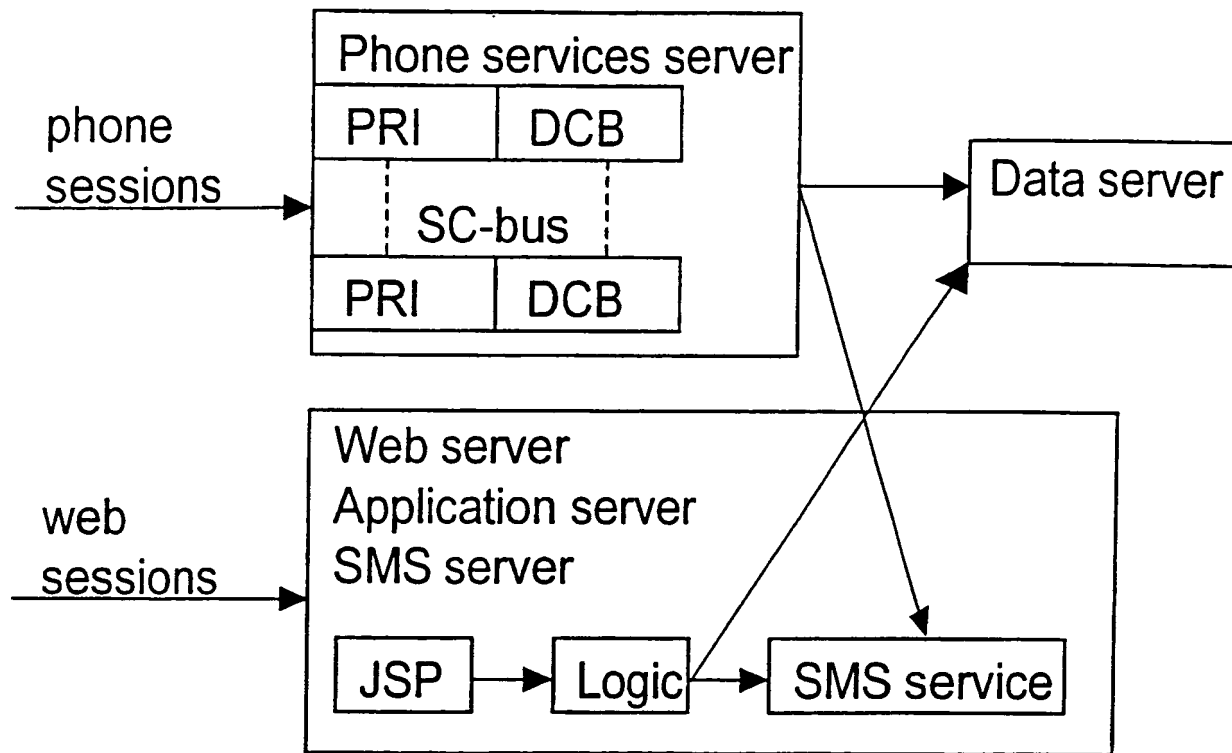 Phone services server
PRI DCB
phone
sessions
SC-bus
PRI DCB
Data server
Web server
Application server
SMS server
web
sessions
JSP
Logic
SMS service